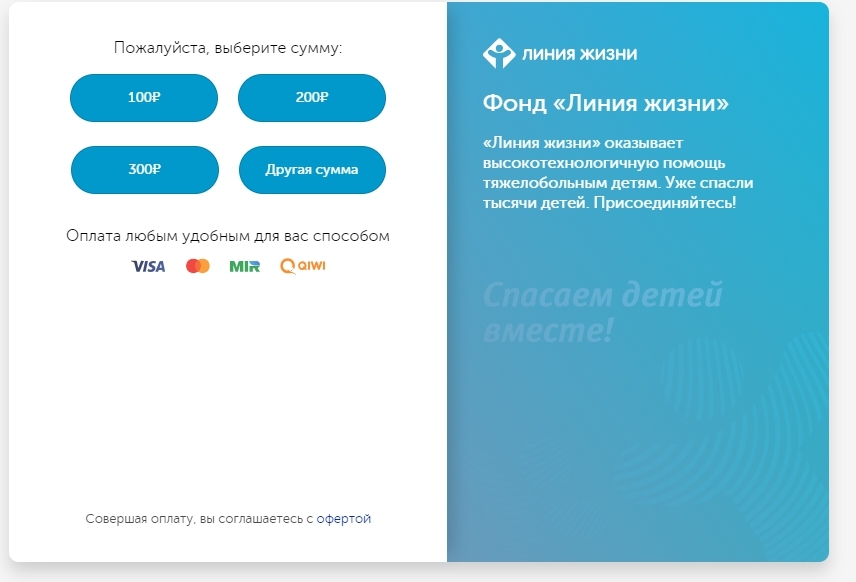 Пожалуйста, выберите сумму:
100₽
200₽
300₽
Другая сумма
Оплата любым удобным для вас способом
VISA
MIR
QIWI
Совершая оплату, вы соглашаетесь с офертой
ЛИНИЯ ЖИЗНИ
Фонд «Линия жизни»
«Линия жизни» оказывает
высокотехнологичную помощь
тяжелобольным детям. Уже спасли
тысячи детей. Присоединяйтесь!
Спасаем детей
вместе!